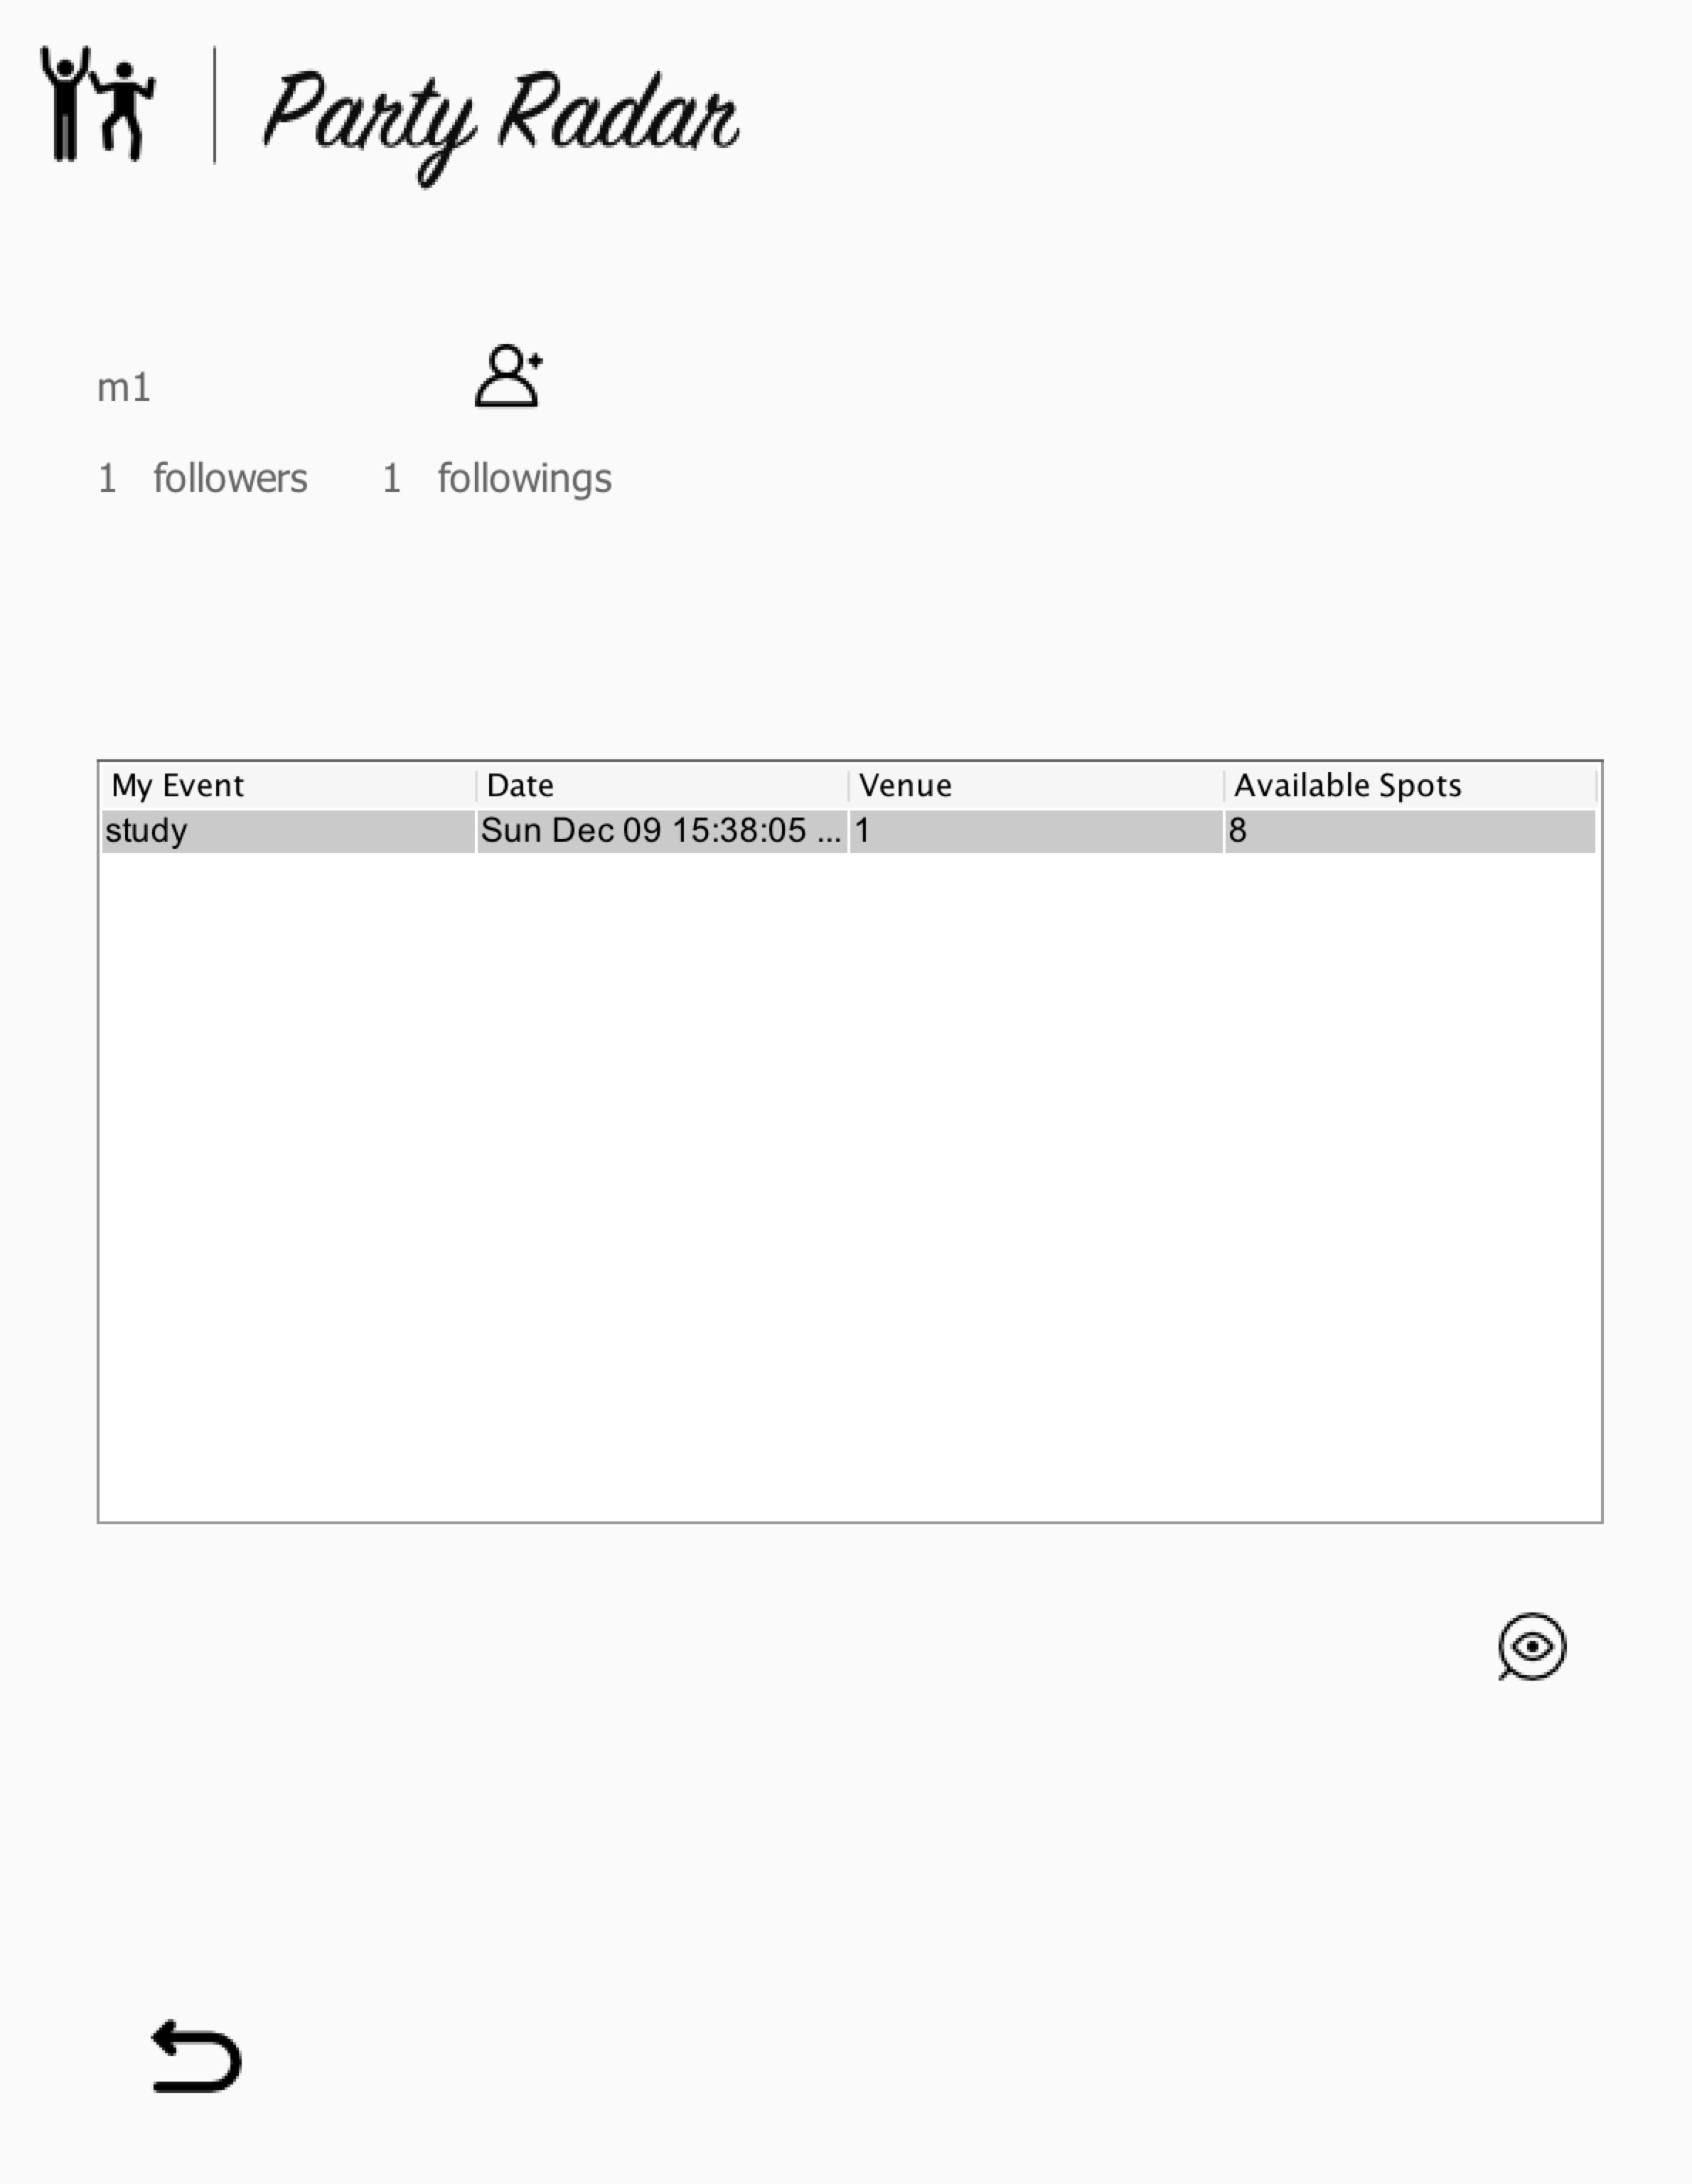 Party Radar
m1
1 followers 1 followings
My Event Date Venue Available Spots
study Sun Dec 09 15:38:05 ... 1 8